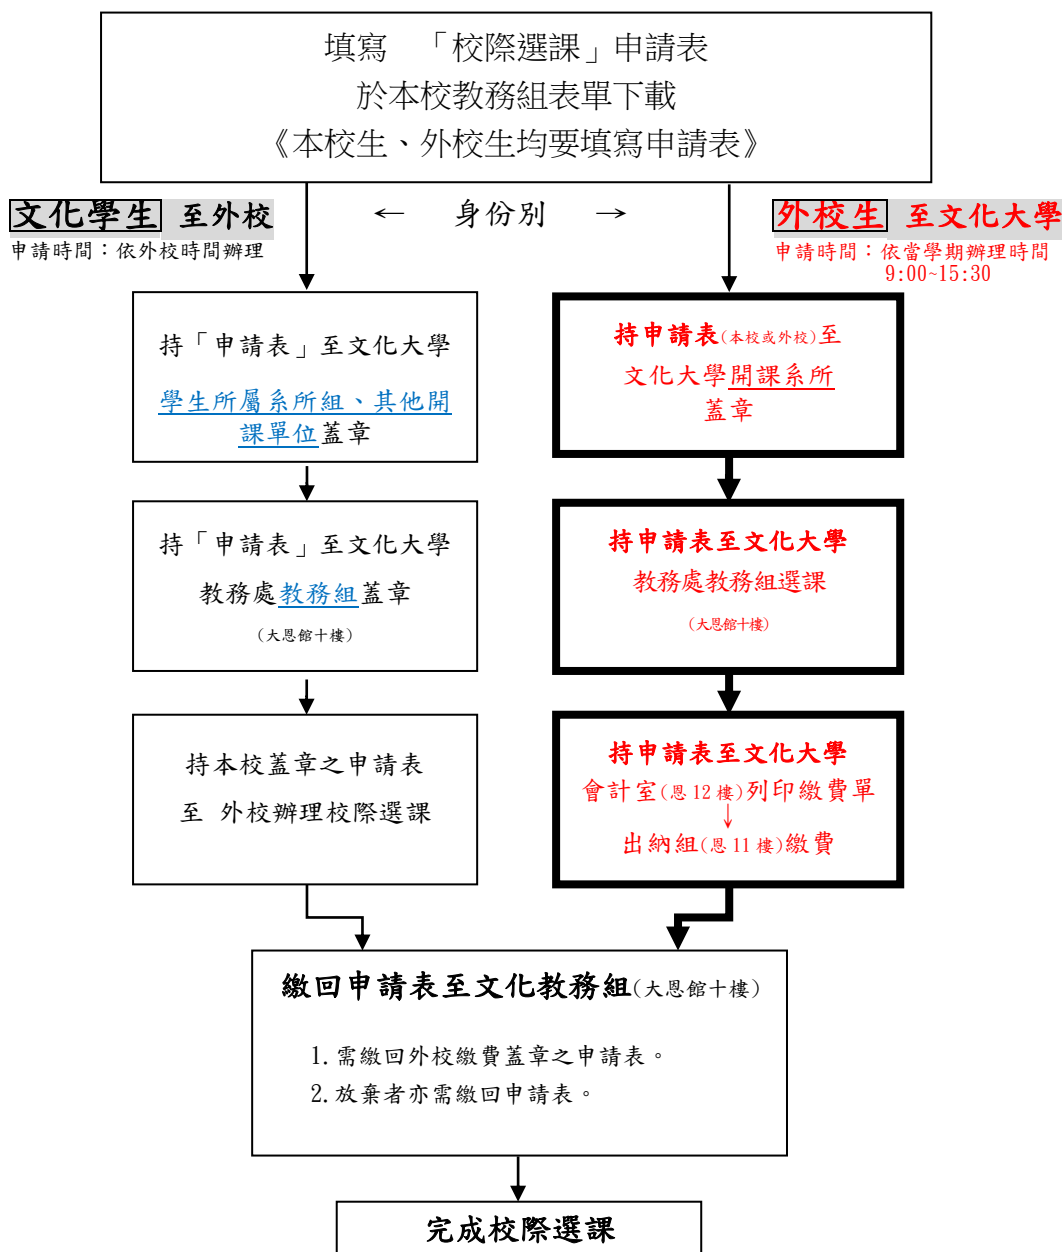 填寫　「校際選課」申請表
於本校教務組表單下載
《本校生、外校生均要填寫申請表》
文化學生 至外校
申請時間：依外校時間辦理
← 身份別 →
外校生 至文化大學
申請時間：依當學期辦理時間
9:00~15:30
持「申請表」至文化大學
學生所屬系所組、其他開
課單位蓋章
持「申請表」至文化大學
教務處教務組蓋章
(大恩館十樓)
持本校蓋章之申請表
至 外校辦理校際選課
持申請表(本校或外校)至
文化大學開課系所
蓋章
持申請表至文化大學
教務處教務組選課
(大恩館十樓)
持申請表至文化大學
會計室(恩 12 樓)列印繳費單
↓
出納組(恩 11 樓)繳費
繳回申請表至文化教務組(大恩館十樓)
1. 需繳回外校繳費蓋章之申請表。
2. 放棄者亦需繳回申請表。
完成校際選課